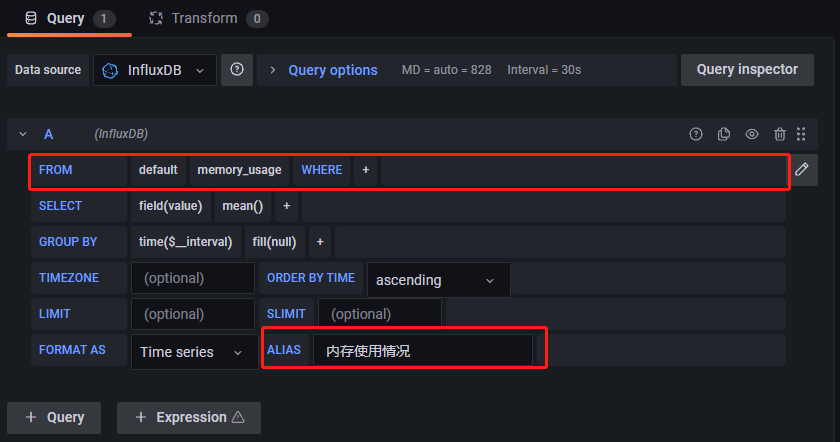 Query 1 Transform 0
Data source InfluxDB Query options MD = auto = 828 Interval = 30s Query inspector
A (InfluxDB)
FROM default memory_usage WHERE +
SELECT field(value) mean() +
GROUP BY time($__interval) fill(null) +
TIMEZONE (optional) ORDER BY TIME ascending
LIMIT (optional) SLIMIT (optional)
FORMAT AS Time series ALIAS 内存使用情况
+ Query + Expression